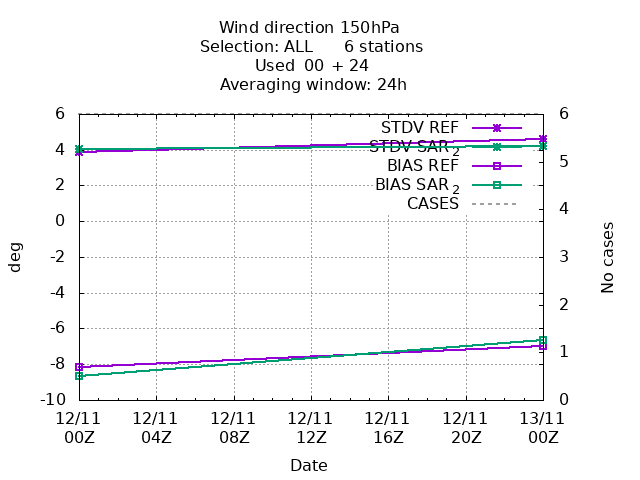 Wind direction 150hPa
Selection: ALL      6 stations
Used  00 + 24
Averaging window: 24h
STDV REF
STDV SAR2
BIAS REF
BIAS SAR2
CASES
6
4
2
0
-2
-4
-6
-8
-10
deg
6
5
4
3
2
1
0
No cases
12/11 12/11 12/11 12/11 12/11 12/11 13/11
00Z 04Z 08Z 12Z 16Z 20Z 00Z
Date